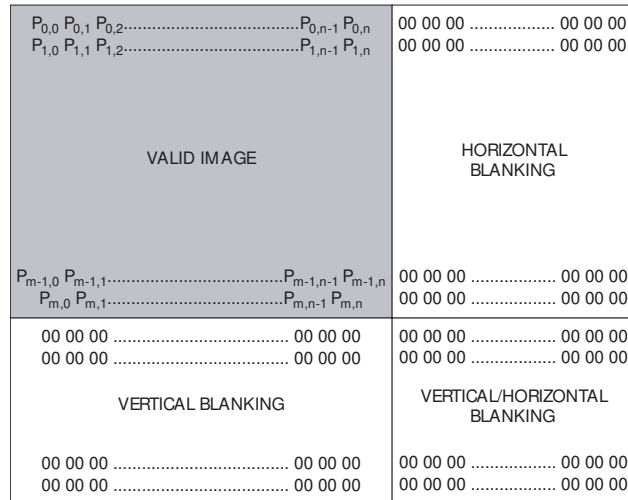 P0,0 P0,1 P0,2.....................................P0,n-1 P0,n
00 00 00 .................. 00 00 00
P1,0 P1,1 P1,2.....................................P1,n-1 P1,n
00 00 00 .................. 00 00 00
VALID IMAGE
HORIZONTAL
BLANKING
Pm-1,0 Pm-1,1.....................................Pm-1,n-1 Pm-1,n
00 00 00 .................. 00 00 00
Pm,0 Pm,1.....................................Pm,n-1 Pm,n
00 00 00 .................. 00 00 00
00 00 00 ..................................... 00 00 00
00 00 00 .................. 00 00 00
00 00 00 ..................................... 00 00 00
00 00 00 .................. 00 00 00
VERTICAL BLANKING
VERTICAL/HORIZONTAL
BLANKING
00 00 00 ..................................... 00 00 00
00 00 00 .................. 00 00 00
00 00 00 ..................................... 00 00 00
00 00 00 .................. 00 00 00